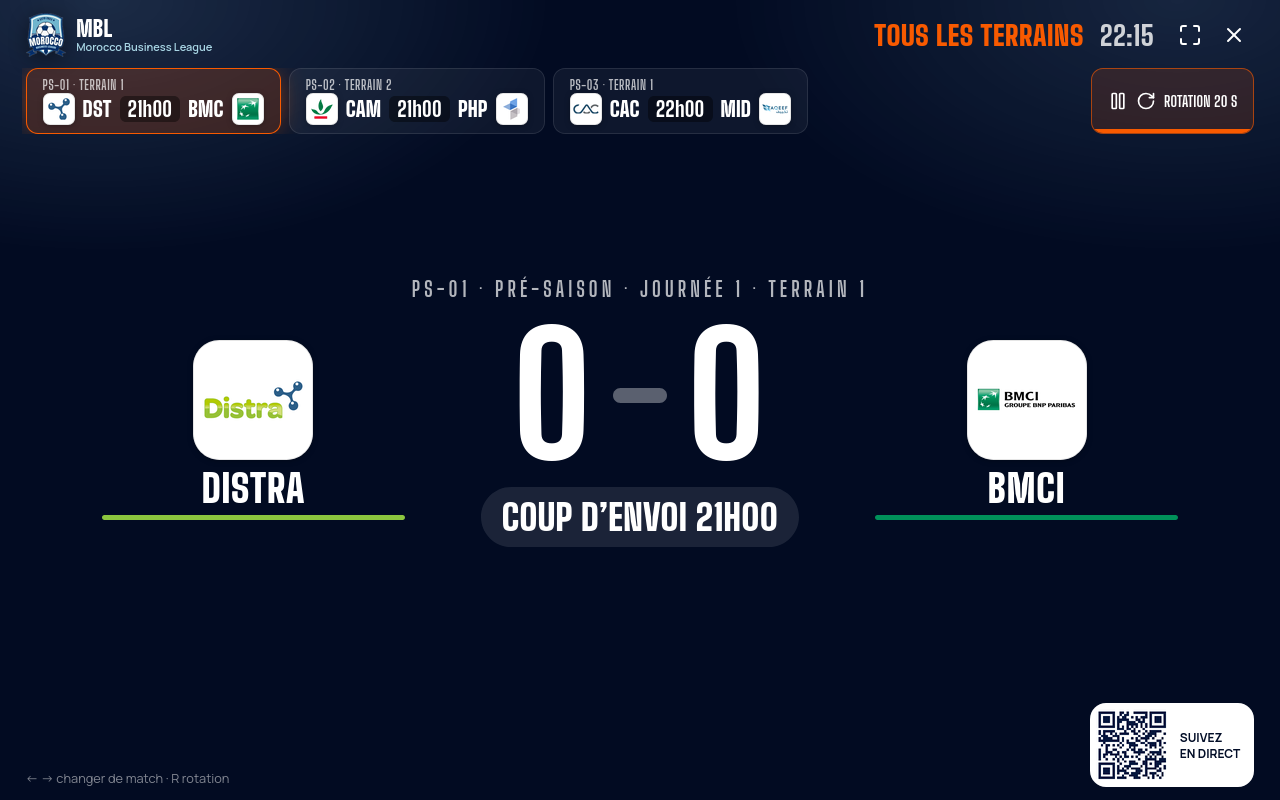 MBL
Morocco Business League
MOROCCO
TOUS LES TERRAINS 22:15
PS-01 · TERRAIN 1
DST 21h00 BMC
PS-02 · TERRAIN 2
CAM 21h00 PHP
PS-03 · TERRAIN 1
CAC 22h00 MID
CAC
ROTATION 20 S
PS-01 · PRÉ-SAISON · JOURNÉE 1 · TERRAIN 1
0 - 0
Distra
BMCI
GROUPE BNP PARIBAS
DISTRA
BMCI
COUP D’ENVOI 21H00
SUIVEZ
EN DIRECT
← → changer de match · R rotation